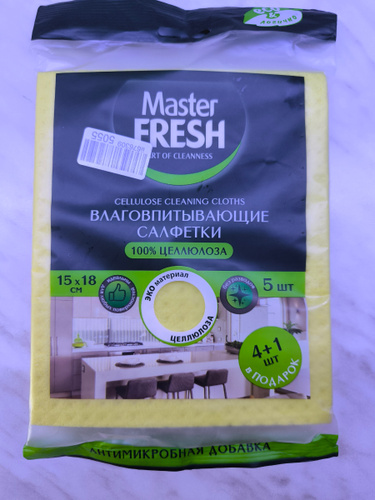 Master
FRESH
ART OF CLEANNESS
5055
CELLULOSE CLEANING CLOTHS
ВЛАГОВПИТЫВАЮЩИЕ
САЛФЕТКИ
100% ЦЕЛЛЮЛОЗА
15 х 18
СМ
ЭКО материал
ЦЕЛЛЮЛОЗА
5 шт
4+1
шт
в ПОДАРОК
АНТИМИКРОБНАЯ ДОБАВКА